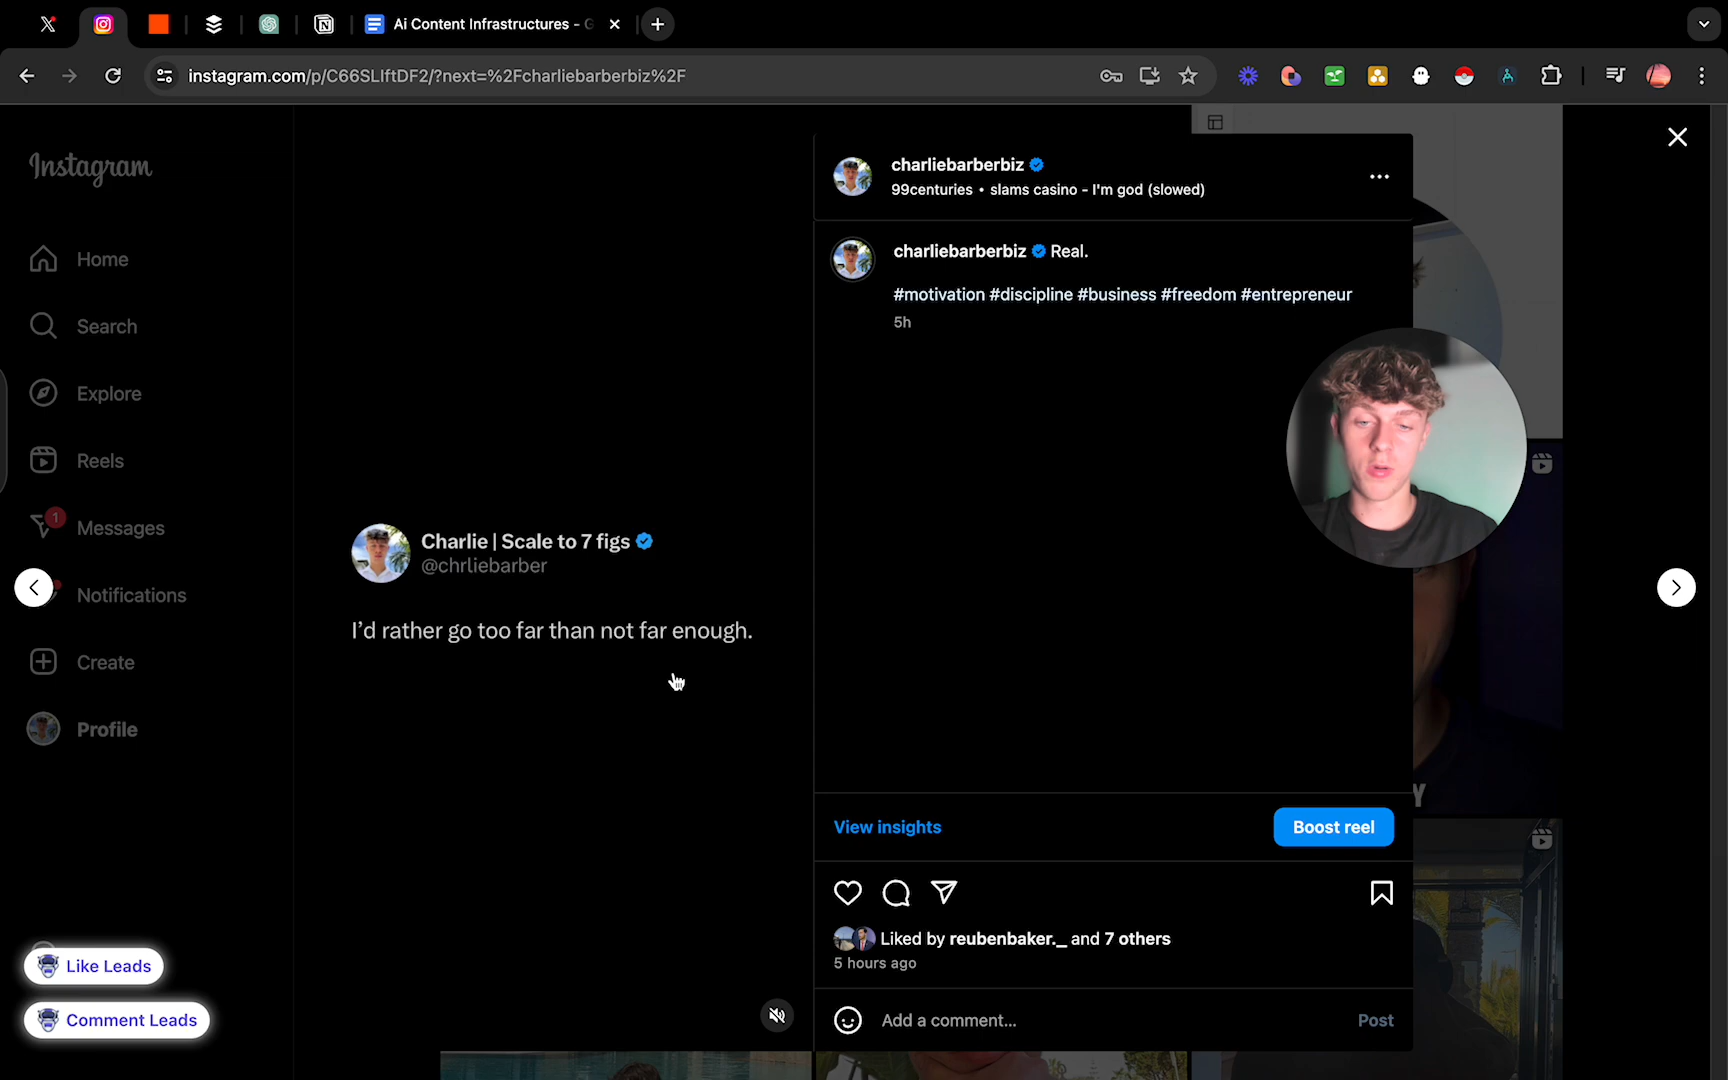 Ai Content Infrastructures - G
instagram.com/p/C66SLIftDF2/?next=%2Fcharliebarberbiz%2F
Instagram
Home
Search
Explore
Reels
1
Messages
Notifications
Create
Profile
Like Leads
Comment Leads
Charlie | Scale to 7 figs
@chrliebarber
I'd rather go too far than not far enough.
charliebarberbiz
99centuries • slams casino - I'm god (slowed)
charliebarberbiz Real.
#motivation #discipline #business #freedom #entrepreneur
5h
View insights
Boost reel
Liked by reubenbaker._ and 7 others
5 hours ago
Add a comment...
Post
Y